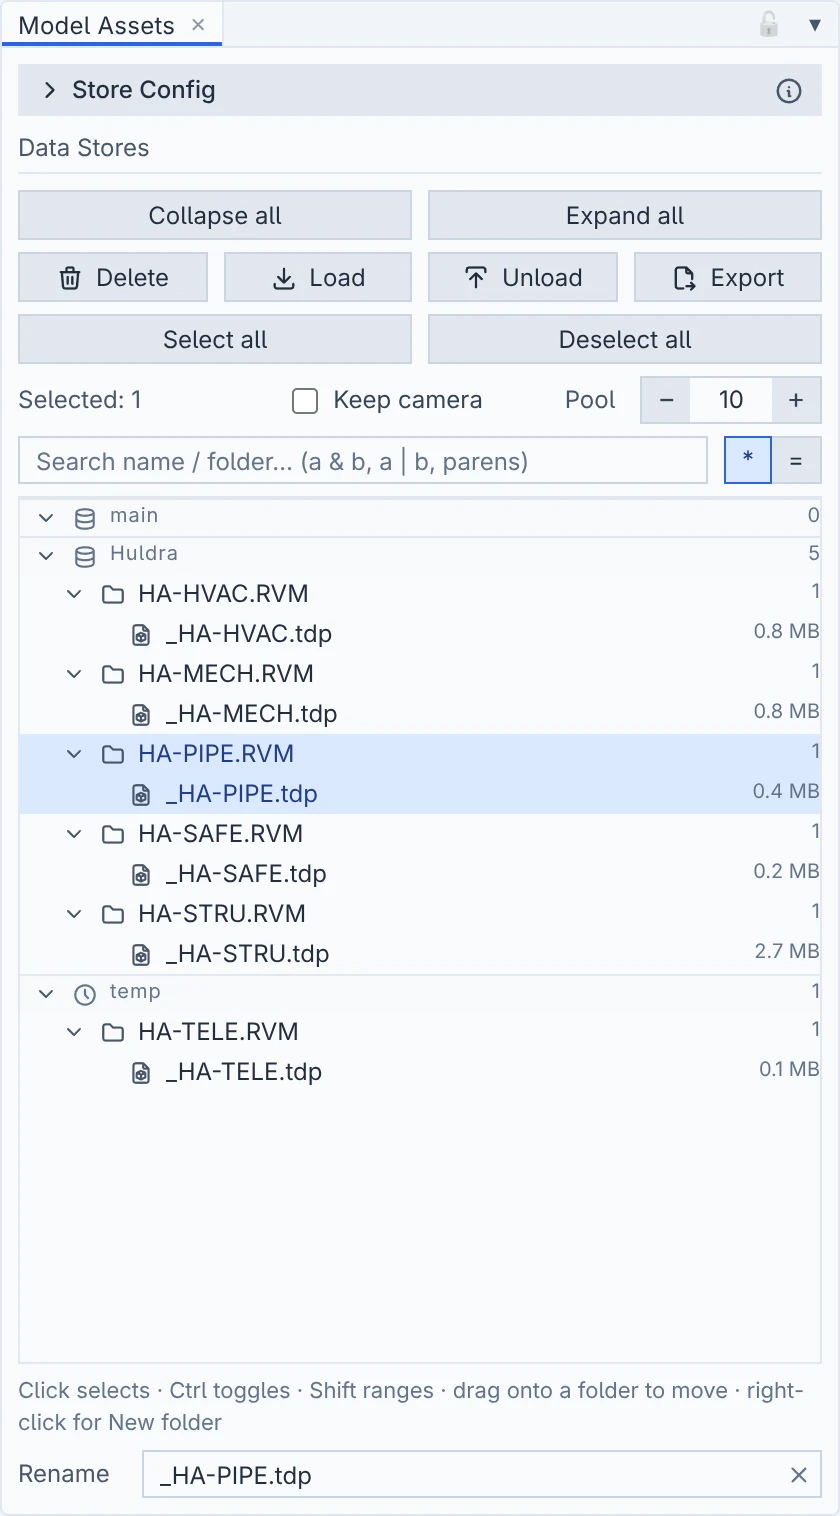 Model Assets
Store Config
Data Stores
Collapse all Expand all
Delete Load Unload Export
Select all Deselect all
Selected: 1 Keep camera Pool − 10 +
Search name / folder... (a & b, a | b, parens) * =
main 0
Huldra 5
HA-HVAC.RVM 1
_HA-HVAC.tdp 0.8 MB
HA-MECH.RVM 1
_HA-MECH.tdp 0.8 MB
HA-PIPE.RVM 1
_HA-PIPE.tdp 0.4 MB
HA-SAFE.RVM 1
_HA-SAFE.tdp 0.2 MB
HA-STRU.RVM 1
_HA-STRU.tdp 2.7 MB
temp 1
HA-TELE.RVM 1
_HA-TELE.tdp 0.1 MB
Click selects · Ctrl toggles · Shift ranges · drag onto a folder to move · right-
click for New folder
Rename _HA-PIPE.tdp